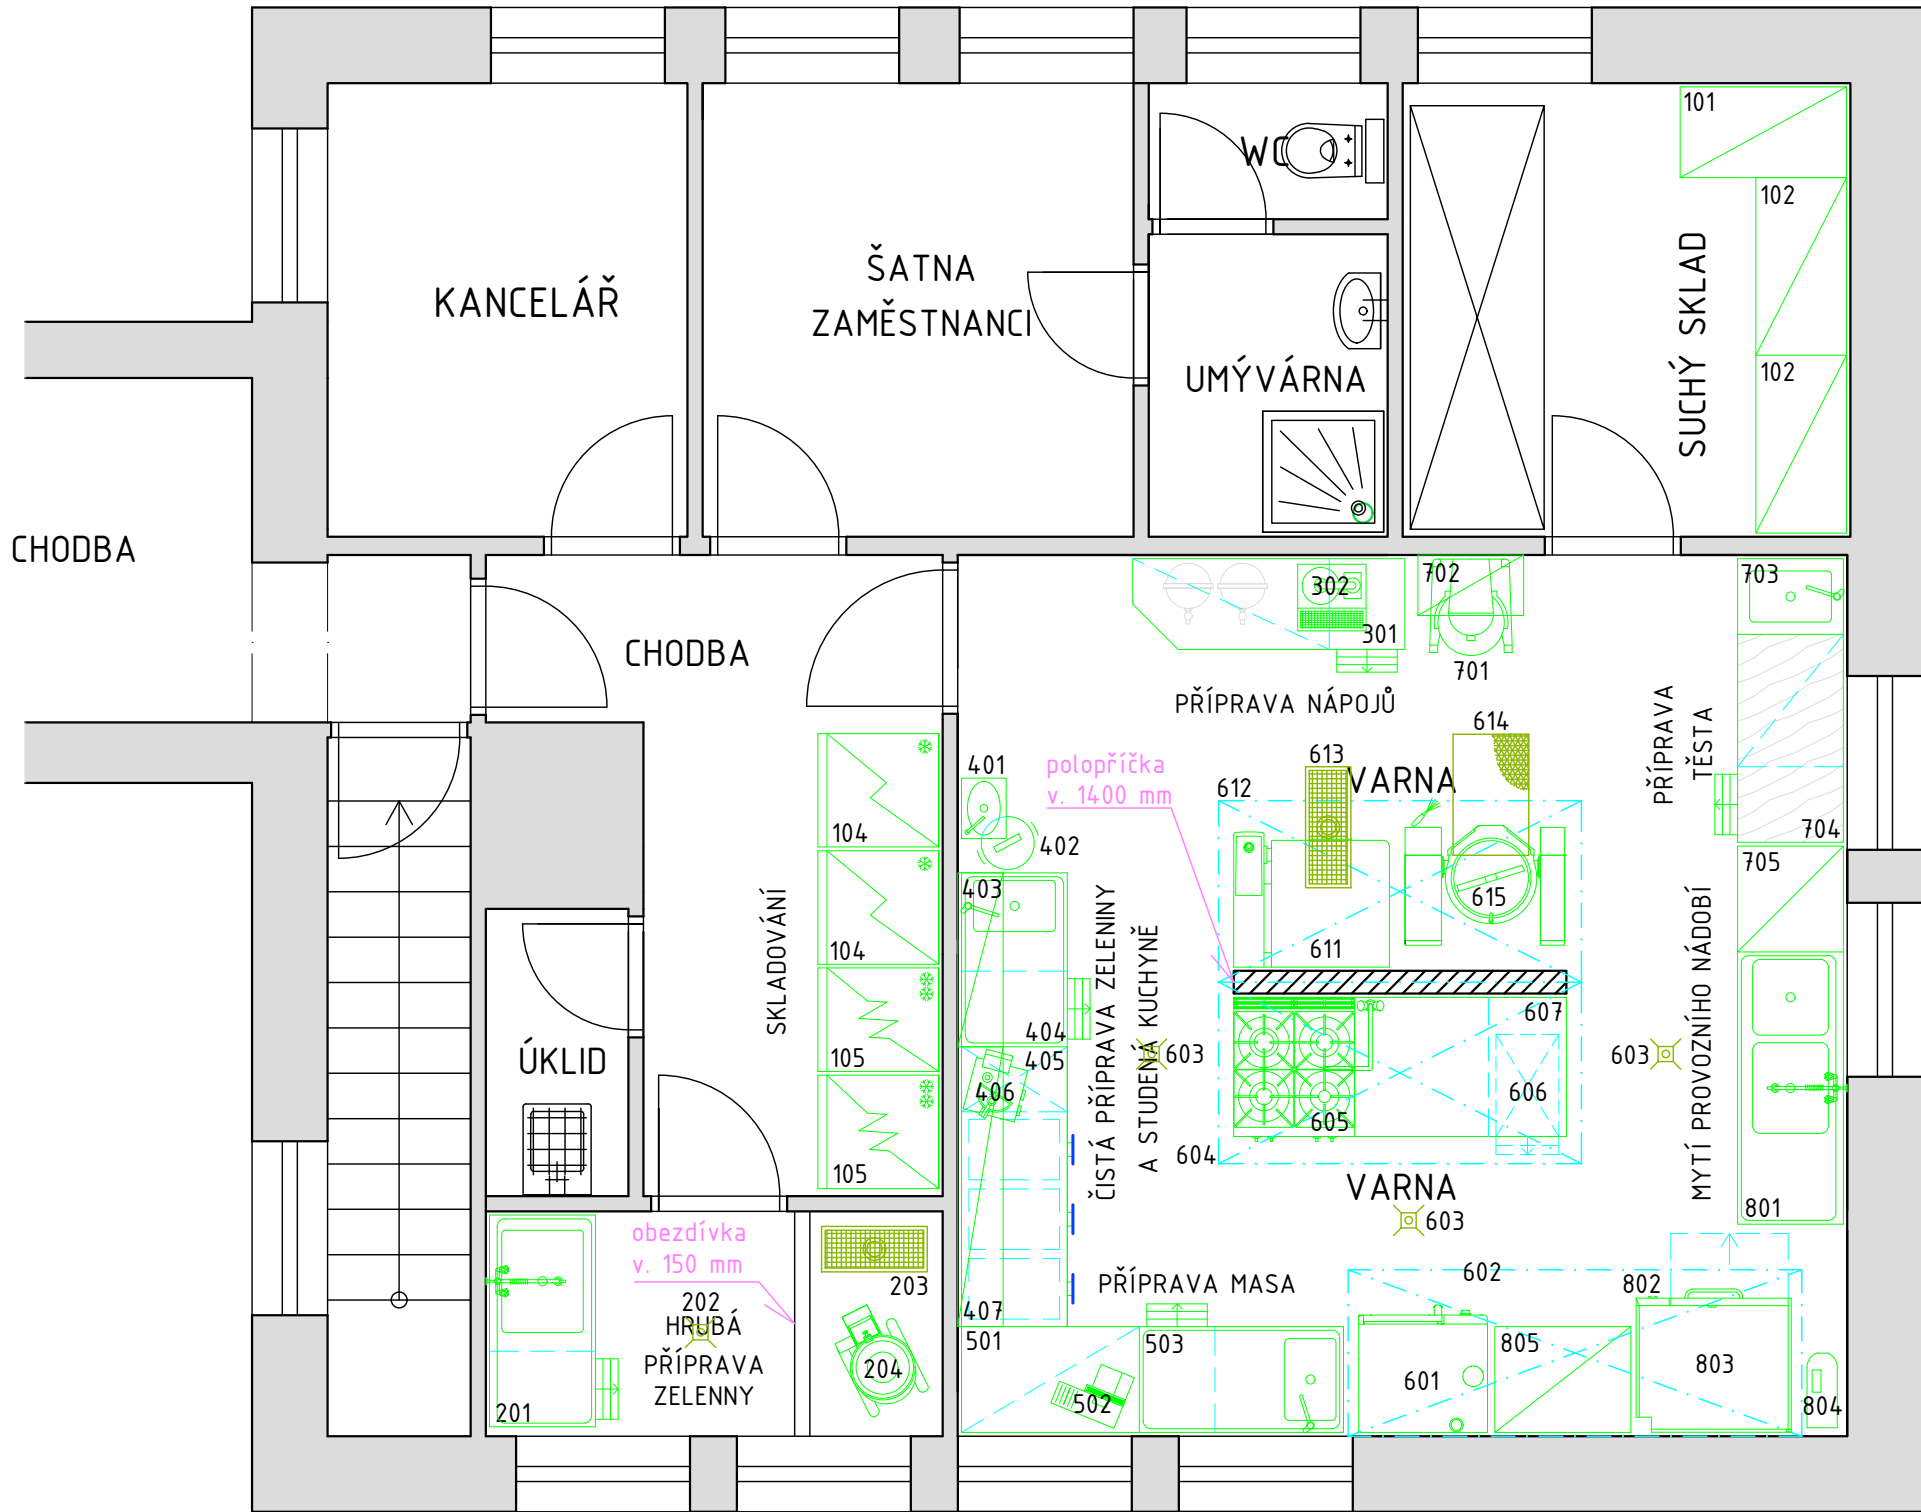 101
102
WC
ŠATNA
ZAMĚSTNANCI
KANCELÁŘ
SUCHÝ SKLAD
UMÝVÁRNA
102
CHODBA
CHODBA
302
301
702
701
703
PŘÍPRAVA NÁPOJŮ
PŘÍPRAVA
TĚSTA
614
613
VARNA
polopříčka
v. 1400 mm
612
401
402
104
704
705
403
615
611
104
SKLADOVÁNÍ
ČISTÁ PŘÍPRAVA ZELENINY
A STUDENÁ KUCHYNĚ
MYTÍ PROVOZNÍHO NÁDOBÍ
607
404
405
603
603
ÚKLID
105
406
606
605
604
105
VARNA
603
801
obezdívka
v. 150 mm
203
202
HRUBÁ
PŘÍPRAVA
ZELENNY
204
201
PŘÍPRAVA MASA
407
501
503
502
602
802
805
803
601
804